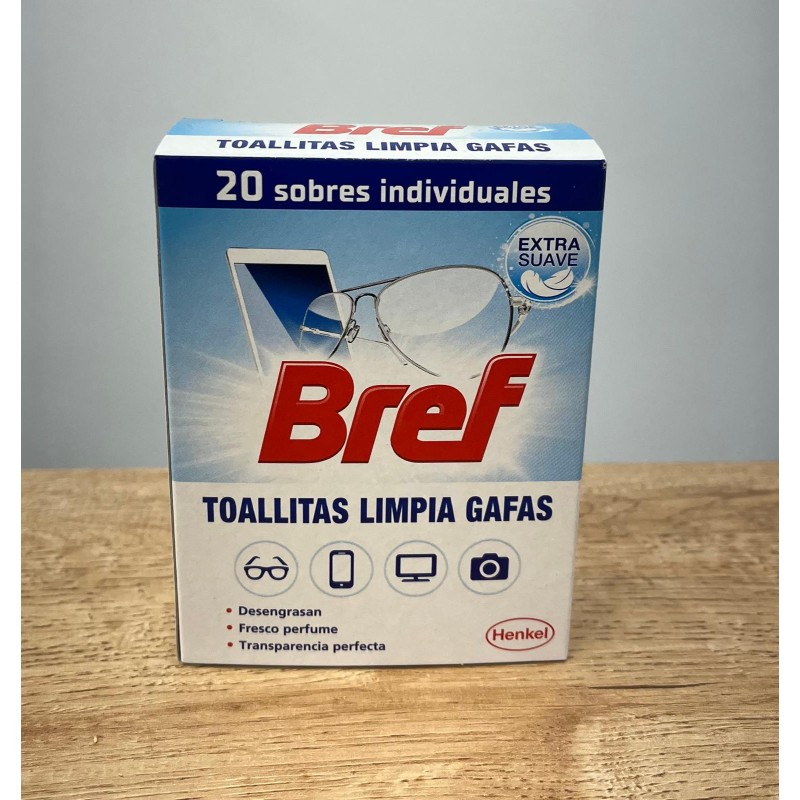 Bref
TOALLITAS LIMPIA GAFAS
20 sobres individuales
EXTRA
SUAVE
Bref
TOALLITAS LIMPIA GAFAS
• Desengrasan
• Fresco perfume
• Transparencia perfecta
Henkel